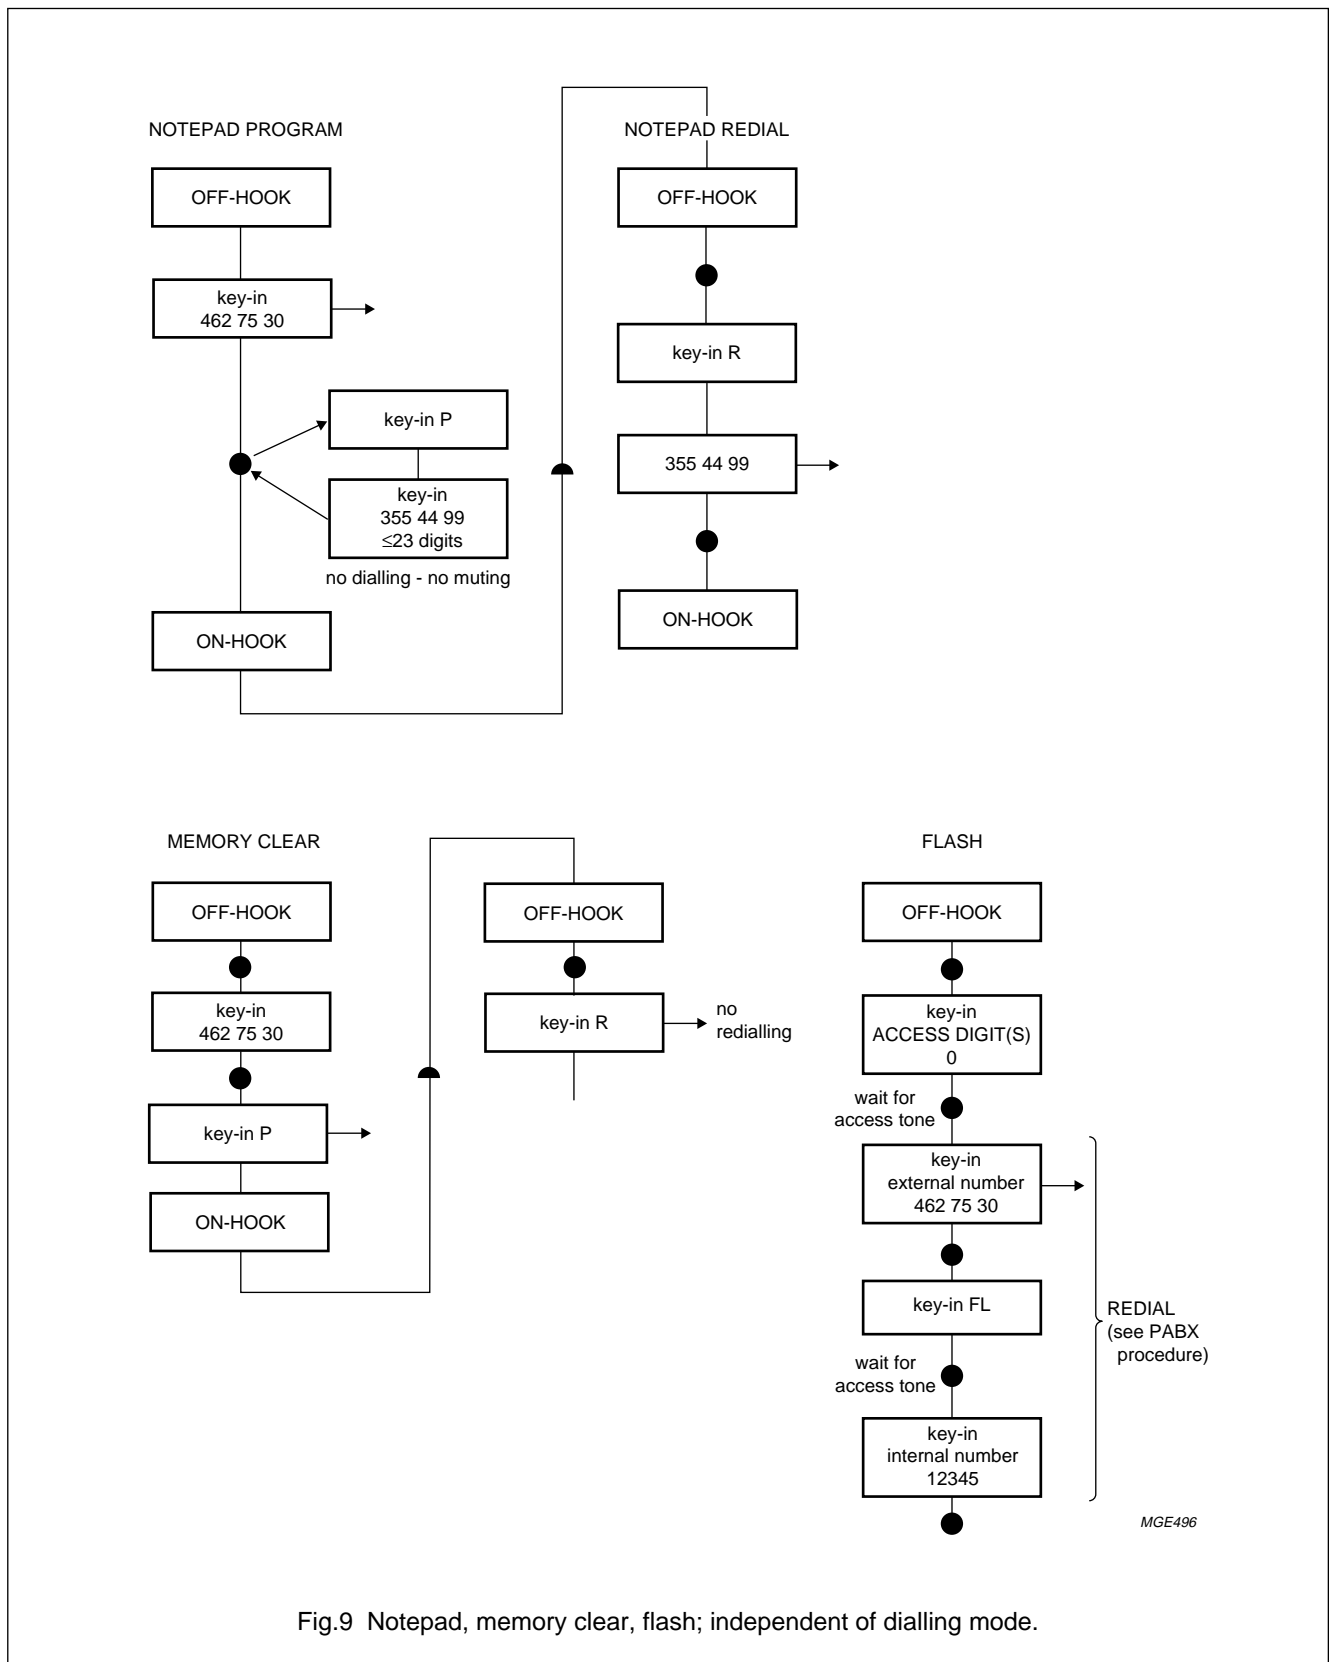 NOTEPAD PROGRAM
OFF-HOOK
key-in
462 75 30
key-in P
key-in
355 44 99
≤23 digits
no dialling - no muting
ON-HOOK
NOTEPAD REDIAL
OFF-HOOK
key-in R
355 44 99
ON-HOOK
MEMORY CLEAR
OFF-HOOK
key-in
462 75 30
key-in P
ON-HOOK
OFF-HOOK
key-in R
no
redialling
FLASH
OFF-HOOK
key-in
ACCESS DIGIT(S)
0
wait for
access tone
key-in
external number
462 75 30
key-in FL
wait for
access tone
key-in
internal number
12345
REDIAL
(see PABX
procedure)
MGE496
Fig.9 Notepad, memory clear, flash; independent of dialling mode.